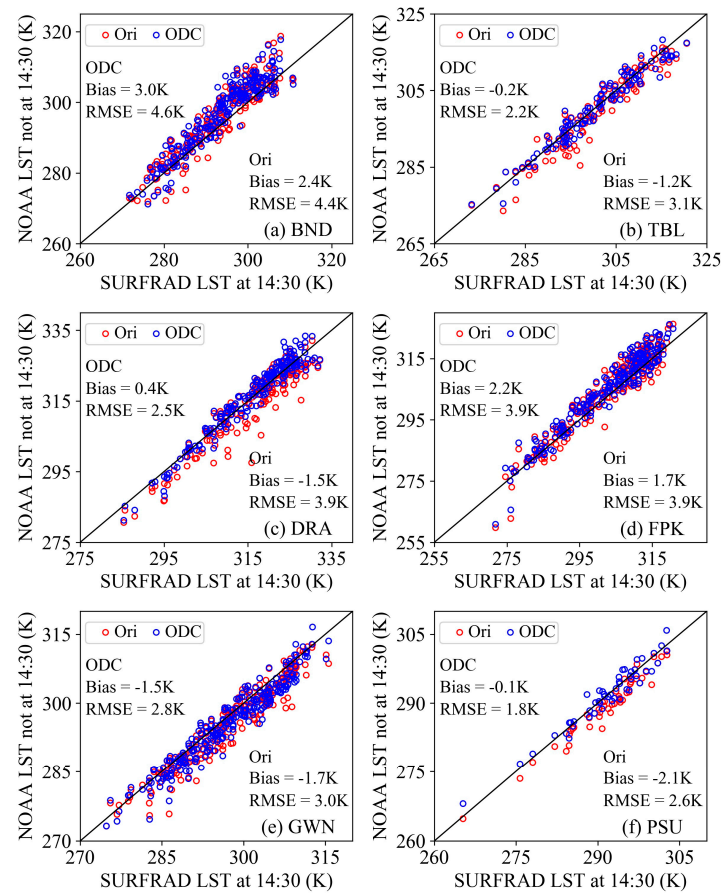 NOAA LST not at 14:30 (K)
320
300
280
260
Ori ODC
ODC
Bias = 3.0K
RMSE = 4.6K
Ori
Bias = 2.4K
RMSE = 4.4K
(a) BND
260 280 300 320
SURFRAD LST at 14:30 (K)
NOAA LST not at 14:30 (K)
325
305
285
265
Ori ODC
ODC
Bias = -0.2K
RMSE = 2.2K
Ori
Bias = -1.2K
RMSE = 3.1K
(b) TBL
265 285 305 325
SURFRAD LST at 14:30 (K)
NOAA LST not at 14:30 (K)
335
315
295
275
Ori ODC
ODC
Bias = 0.4K
RMSE = 2.5K
Ori
Bias = -1.5K
RMSE = 3.9K
(c) DRA
275 295 315 335
SURFRAD LST at 14:30 (K)
NOAA LST not at 14:30 (K)
315
295
275
255
Ori ODC
ODC
Bias = 2.2K
RMSE = 3.9K
Ori
Bias = 1.7K
RMSE = 3.9K
(d) FPK
255 275 295 315
SURFRAD LST at 14:30 (K)
NOAA LST not at 14:30 (K)
315
300
285
270
Ori ODC
ODC
Bias = -1.5K
RMSE = 2.8K
Ori
Bias = -1.7K
RMSE = 3.0K
(e) GWN
270 285 300 315
SURFRAD LST at 14:30 (K)
NOAA LST not at 14:30 (K)
305
290
275
260
Ori ODC
ODC
Bias = -0.1K
RMSE = 1.8K
Ori
Bias = -2.1K
RMSE = 2.6K
(f) PSU
260 275 290 305
SURFRAD LST at 14:30 (K)